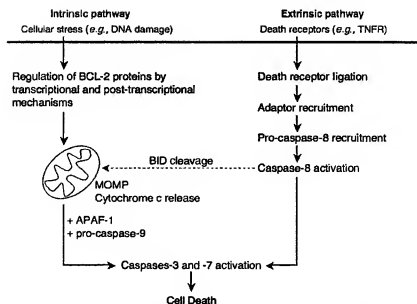 Intrinsic pathway
Cellular stress (e.g., DNA damage)
Extrinsic pathway
Death receptors (e.g., TNFR)
Regulation of BCL-2 proteins by
transcriptional and post-transcriptional
mechanisms
Death receptor ligation
Adaptor recruitment
Pro-caspase-8 recruitment
BID cleavage
Caspase-8 activation
MOMP
Cytochrome c release
+ APAF-1
+ pro-caspase-9
Caspases-3 and -7 activation
Cell Death